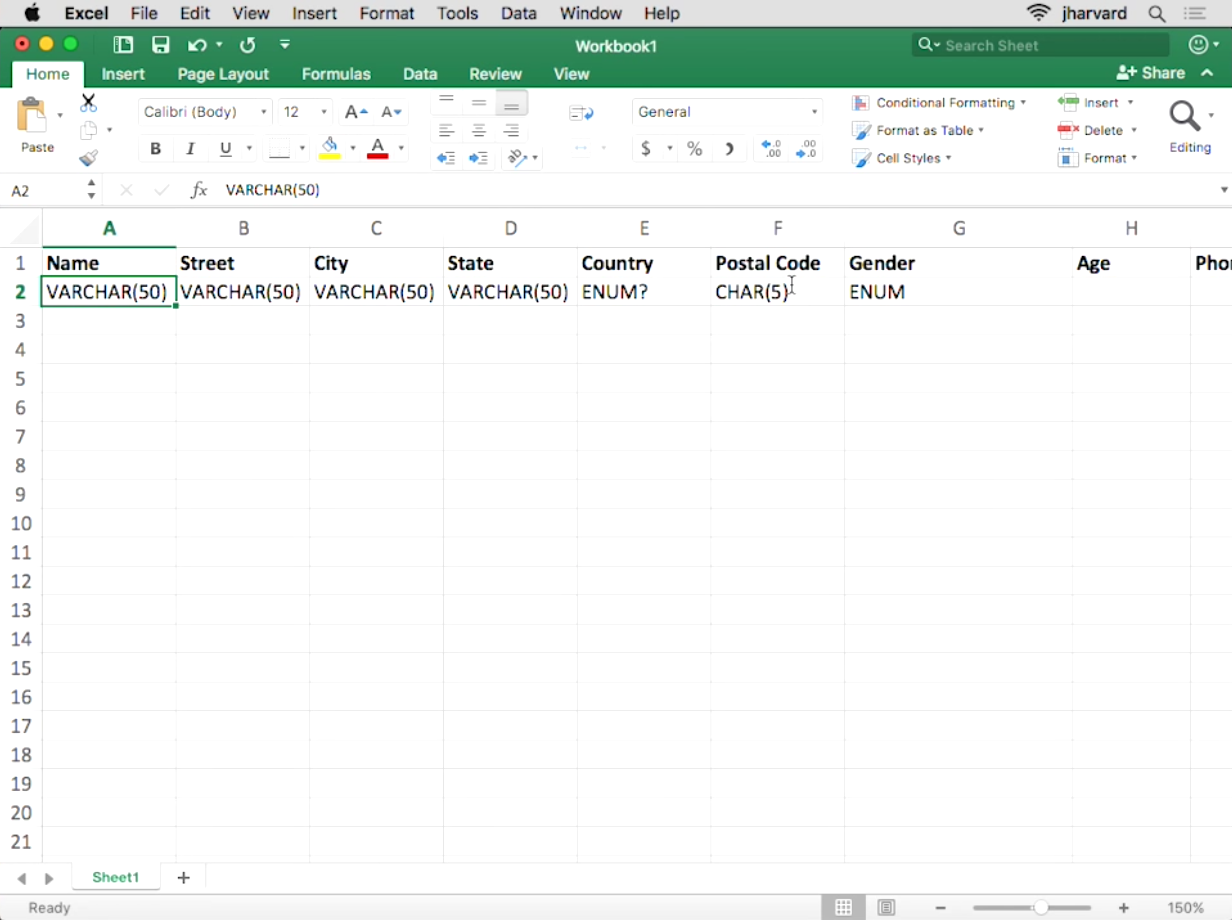 Excel File Edit View Insert Format Tools Data Window Help jharvard
Workbook1 Search Sheet
Home Insert Page Layout Formulas Data Review View Share
Paste Calibri (Body) 12 A A General Conditional Formatting Insert
Format as Table Delete
B I U A $ % Cell Styles Format Editing
A2 fx VARCHAR(50)
A B C D E F G H
1 Name Street City State Country Postal Code Gender Age Pho
2 VARCHAR(50) VARCHAR(50) VARCHAR(50) VARCHAR(50) ENUM? CHAR(5) ENUM
3
4
5
6
7
8
9
10
11
12
13
14
15
16
17
18
19
20
21
Sheet1 +
Ready 150%